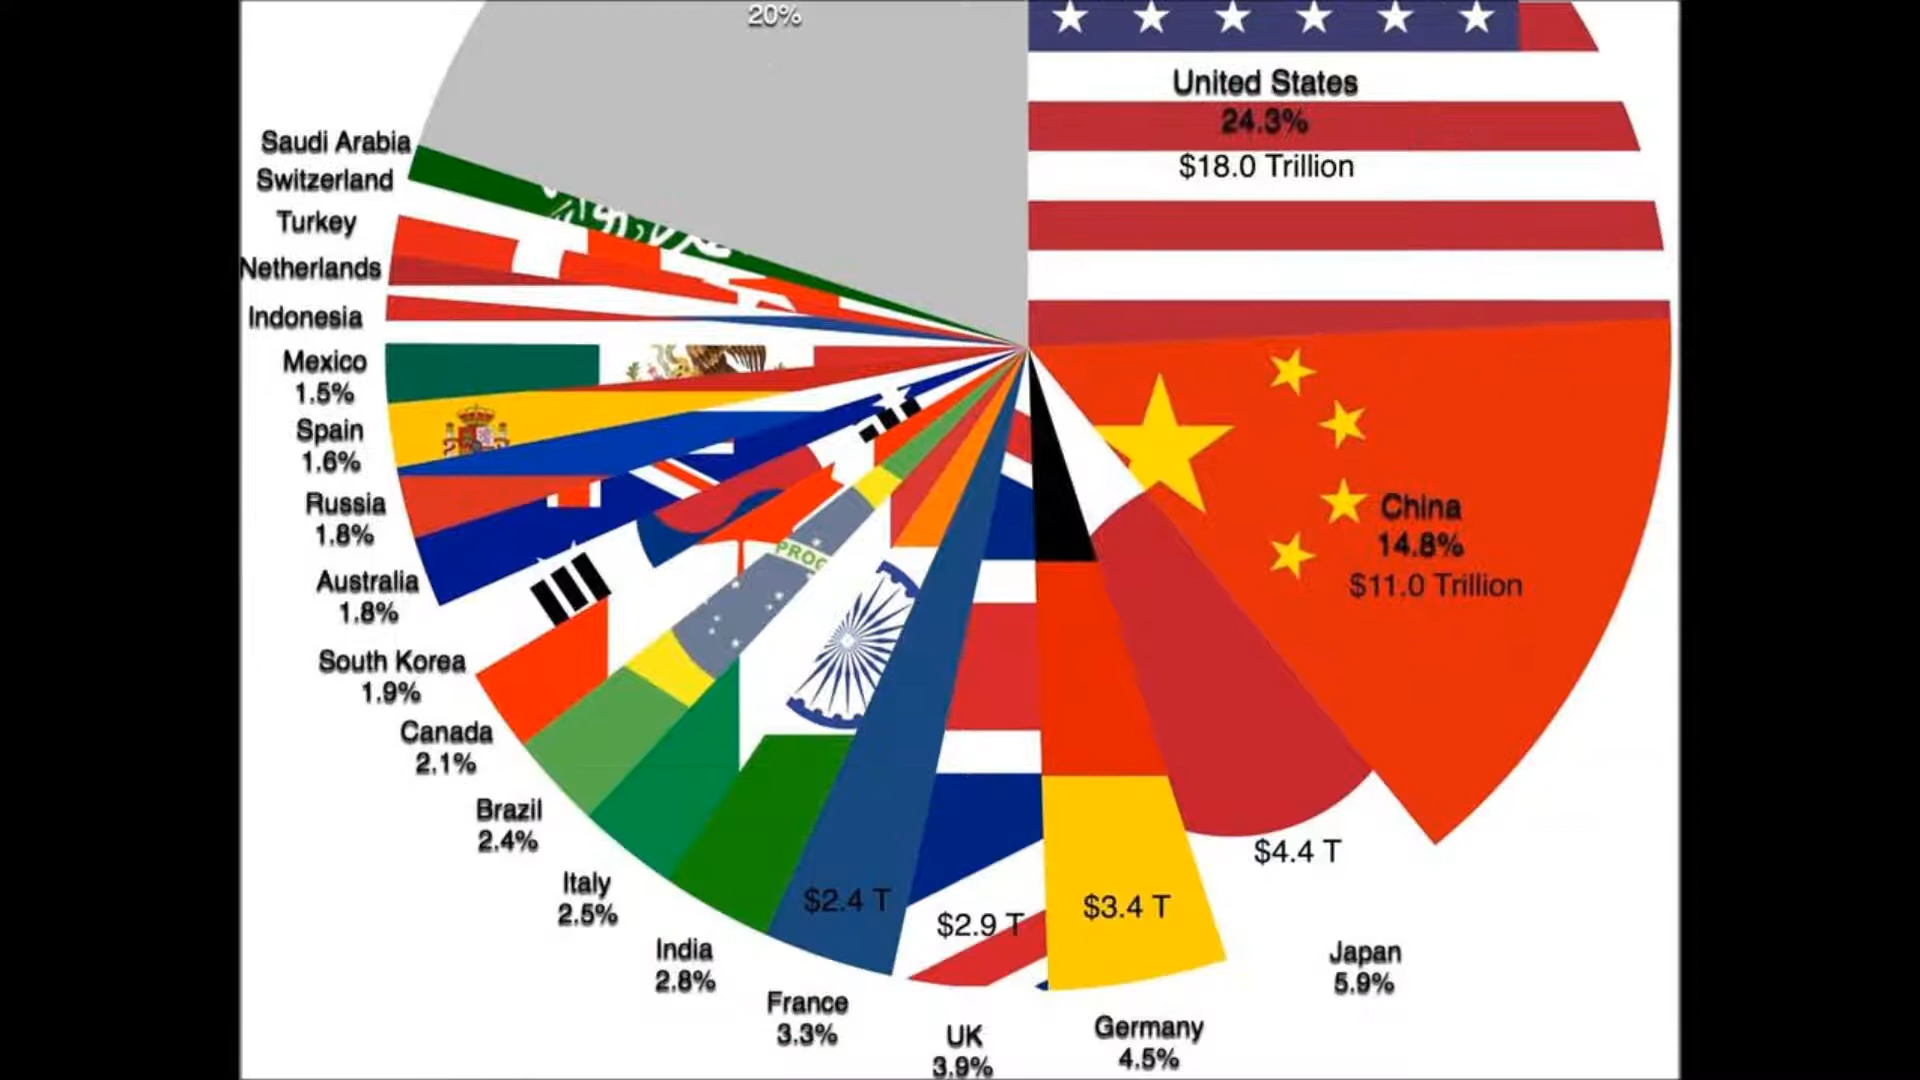 20%
United States
24.3%
$18.0 Trillion
Saudi Arabia
Switzerland
Turkey
Netherlands
Indonesia
Mexico
1.5%
Spain
1.6%
Russia
1.8%
Australia
1.8%
South Korea
1.9%
Canada
2.1%
Brazil
2.4%
Italy
2.5%
India
2.8%
France
3.3%
UK
3.9%
Germany
4.5%
Japan
5.9%
China
14.8%
$11.0 Trillion
$4.4 T
$3.4 T
$2.9 T
$2.4 T
PROG